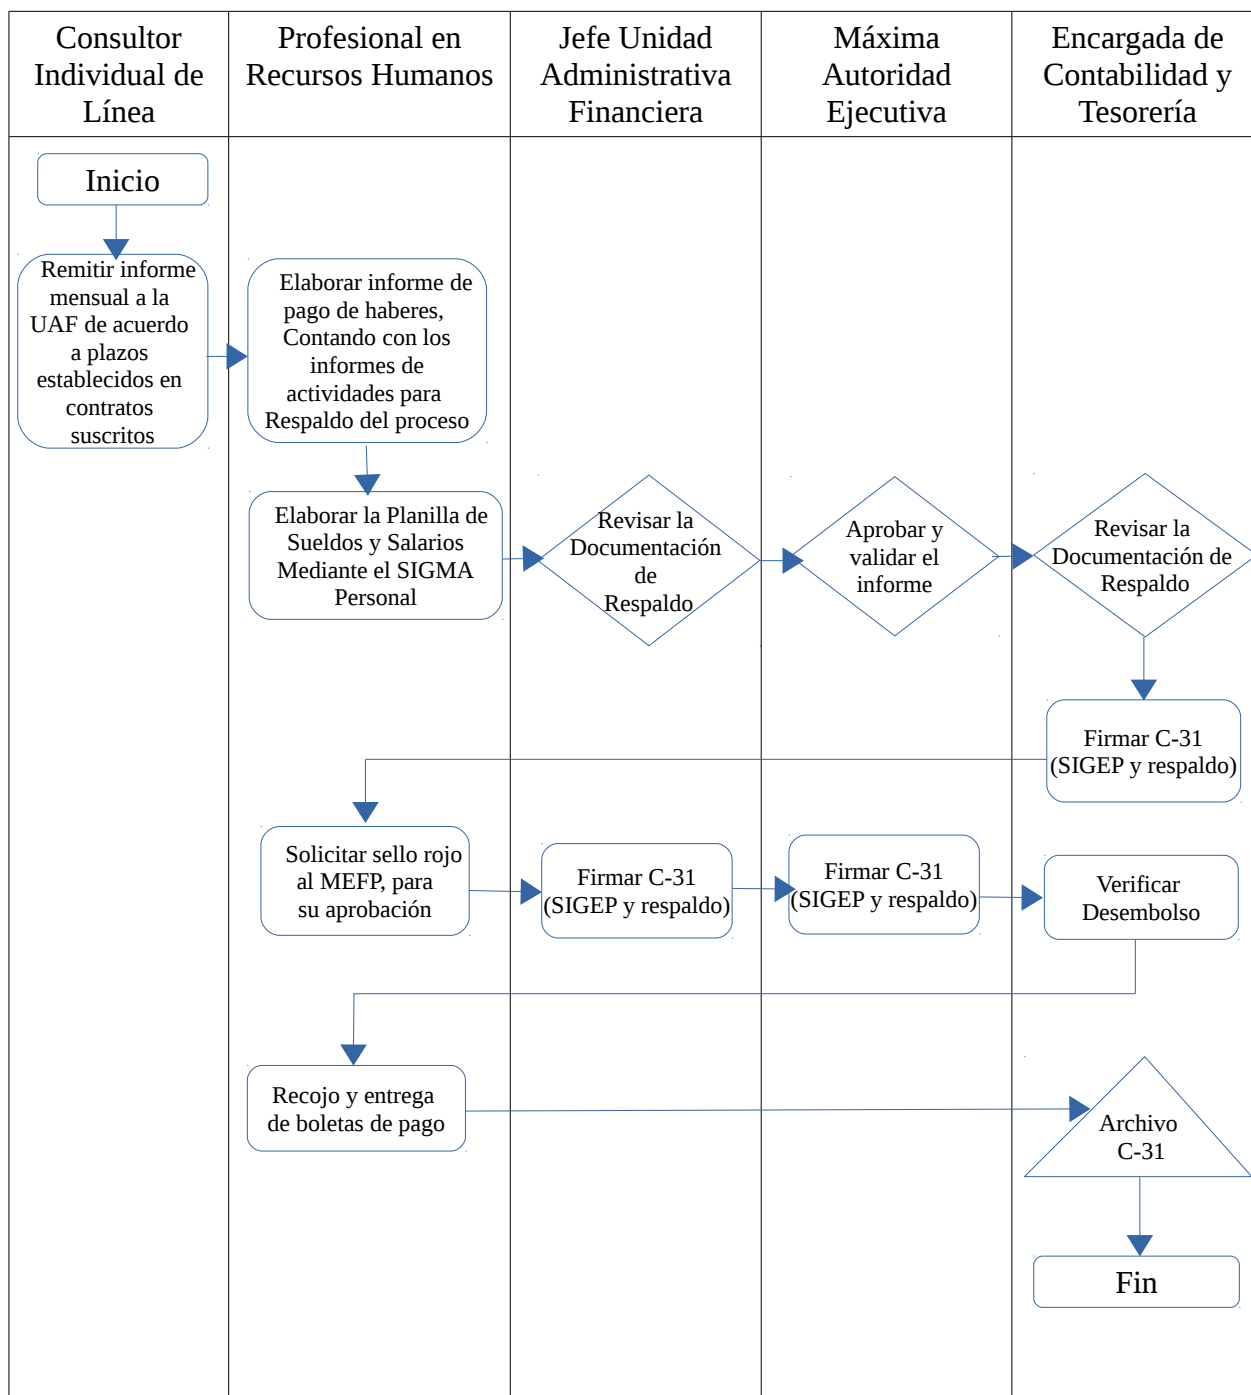 Consultor
Individual de
Línea
Profesional en
Recursos Humanos
Jefe Unidad
Administrativa
Financiera
Máxima
Autoridad
Ejecutiva
Encargada de
Contabilidad y
Tesorería
Inicio
Remitir informe
mensual a la
UAF de acuerdo
a plazos
establecidos en
contratos
suscritos
Elaborar informe de
pago de haberes,
Contando con los
informes de
actividades para
Respaldo del proceso
Elaborar la Planilla de
Sueldos y Salarios
Mediante el SIGMA
Personal
Revisar la
Documentación
de
Respaldo
Aprobar y
validar el
informe
Revisar la
Documentación de
Respaldo
Firmar C-31
(SIGEP y respaldo)
Solicitar sello rojo
al MEFP, para
su aprobación
Firmar C-31
(SIGEP y respaldo)
Firmar C-31
(SIGEP y respaldo)
Verificar
Desembolso
Recojo y entrega
de boletas de pago
Archivo
C-31
Fin